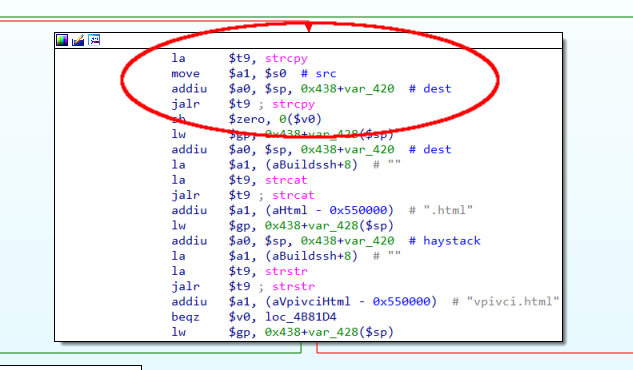 la $t9, strcpy
move $a1, $s0 # src
addiu $a0, $sp, 0x438+var_420 # dest
jalr $t9 ; strcpy
sb $zero, 0($v0)
lw $gp, 0x438+var_428($sp)
addiu $a0, $sp, 0x438+var_420 # dest
la $a1, (aBuildssh+8) # ""
la $t9, strcat
jalr $t9 ; strcat
addiu $a1, (aHtml - 0x550000) # ".html"
lw $gp, 0x438+var_428($sp)
addiu $a0, $sp, 0x438+var_420 # haystack
la $a1, (aBuildssh+8) # ""
la $t9, strstr
jalr $t9 ; strstr
addiu $a1, (aVpivciHtml - 0x550000) # "vpivci.html"
beqz $v0, loc_4B81D4
lw $gp, 0x438+var_428($sp)